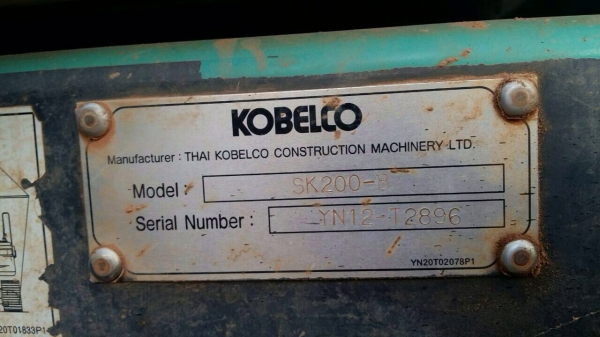 KOBELCO
Manufacturer : THAI KOBELCO CONSTRUCTION MACHINERY LTD.
Model : SK200-8
Serial Number : YN12-T2896
YN20T02078P1
20T01833P1